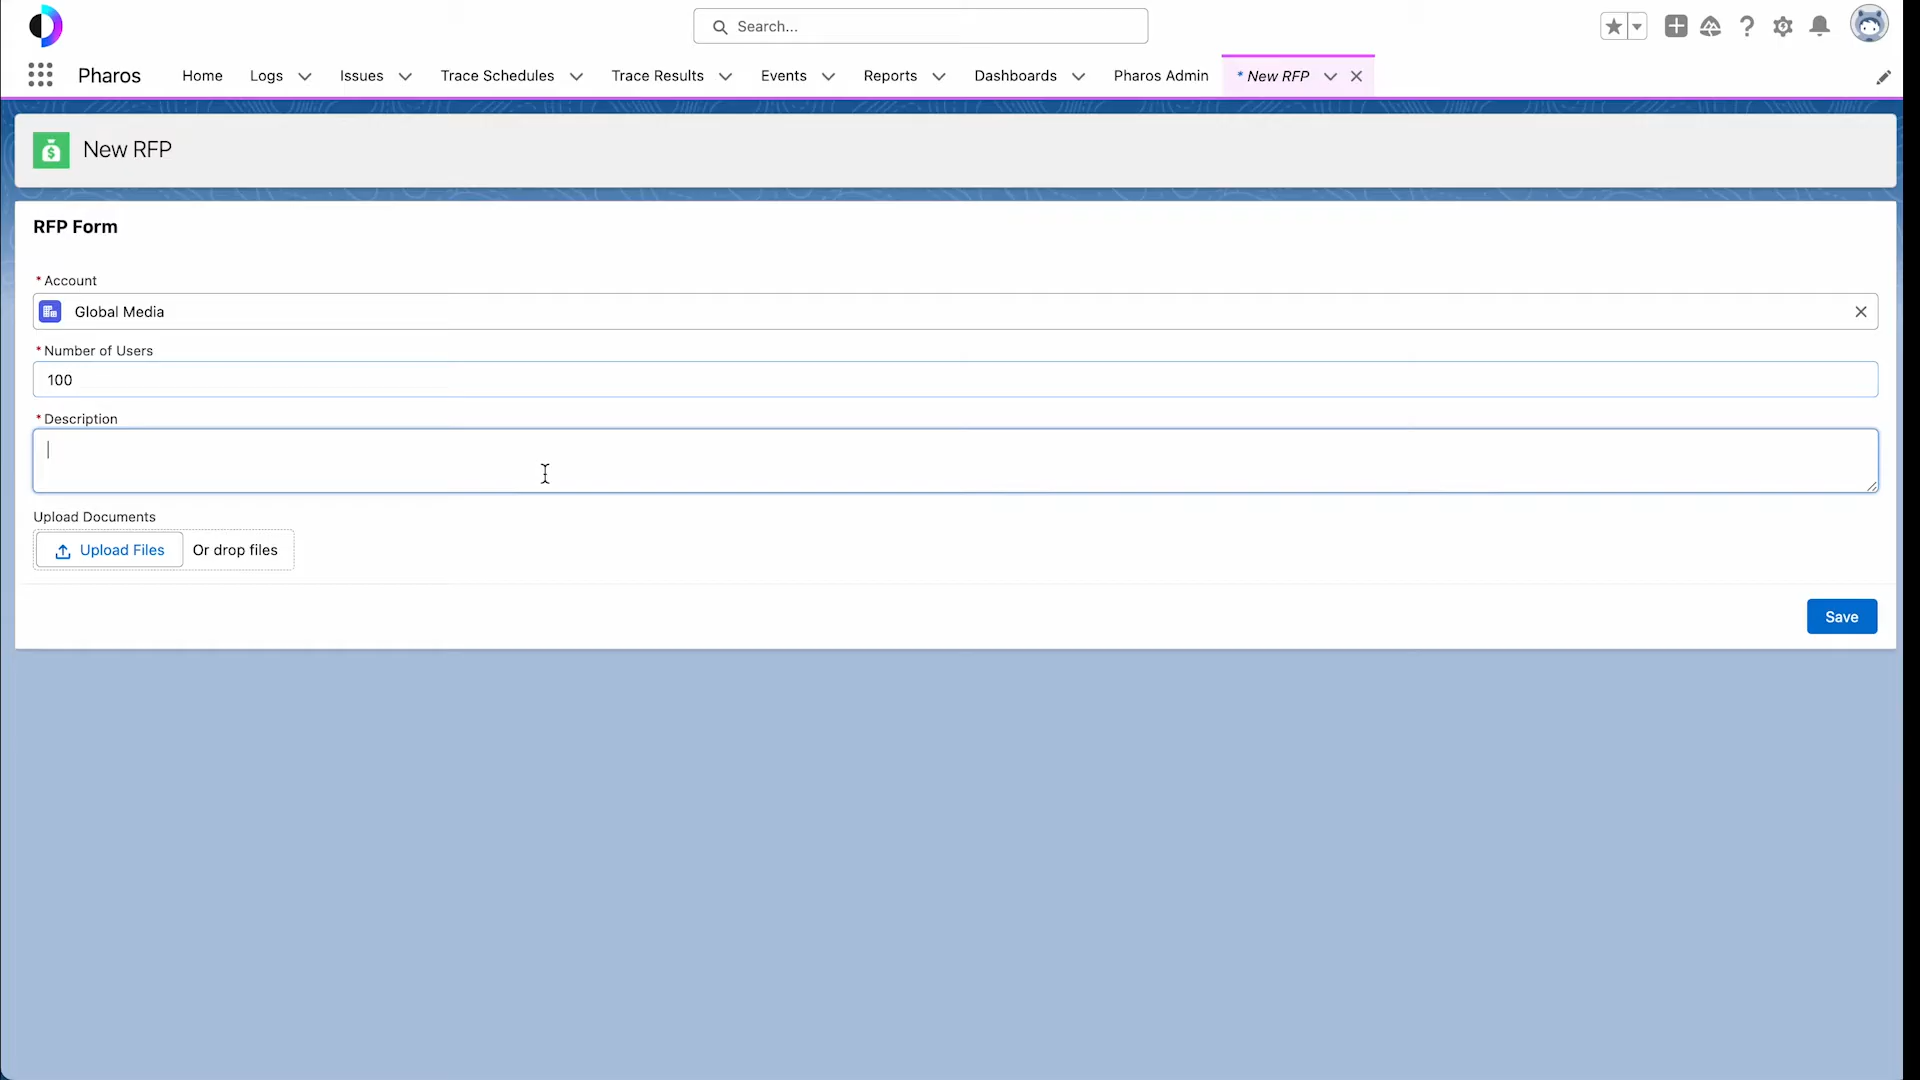 Search...
Pharos
Home
Logs
Issues
Trace Schedules
Trace Results
Events
Reports
Dashboards
Pharos Admin
* New RFP
New RFP
RFP Form
* Account
Global Media
* Number of Users
100
* Description
Upload Documents
Upload Files
Or drop files
Save